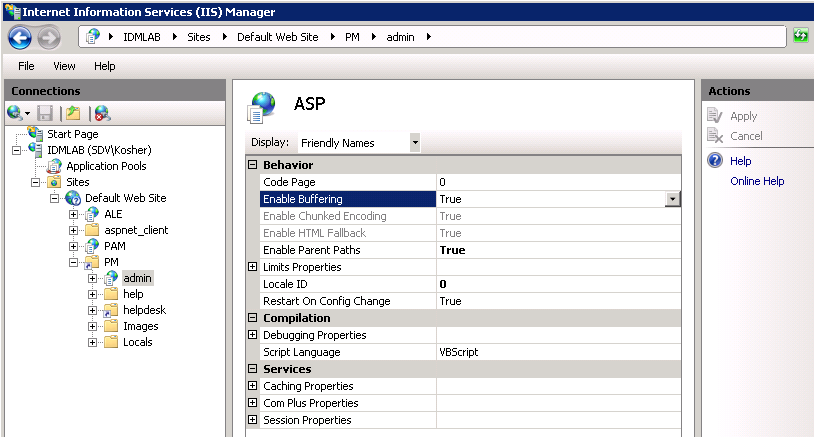 Internet Information Services (IIS) Manager
IDMLAB Sites Default Web Site PM admin
File View Help
Connections
Start Page
IDMLAB (SDV\Kosher)
Application Pools
Sites
Default Web Site
ALE
aspnet_client
PAM
PM
admin
help
helpdesk
Images
Locals
ASP
Display: Friendly Names
Behavior
Code Page 0
Enable Buffering True
Enable Chunked Encoding True
Enable HTML Fallback True
Enable Parent Paths True
Limits Properties
Locale ID 0
Restart On Config Change True
Compilation
Debugging Properties
Script Language VBScript
Services
Caching Properties
Com Plus Properties
Session Properties
Actions
Apply
Cancel
Help
Online Help